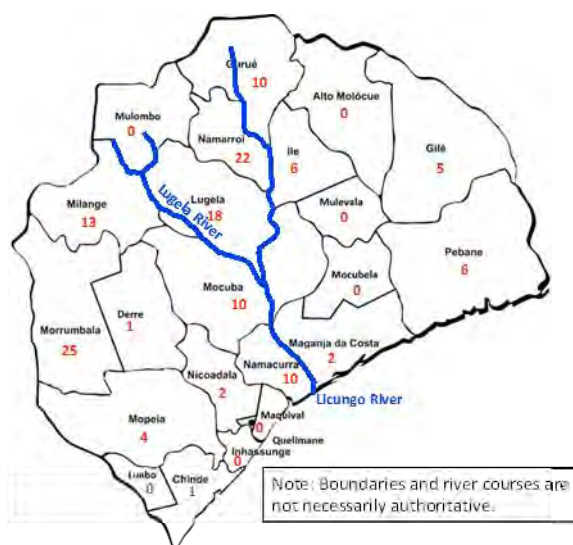 Gurué
10
Alto Molócue
0
Mulombo
0
Namarroi
22
Ile
6
Gilé
5
Lugela
18
Lugela River
Milange
13
Mulevala
0
Pebane
6
Mocubela
0
Mocuba
10
Derre
1
Morrumbala
25
Maganja da Costa
2
Namacurra
10
Nicoadala
2
Licungo River
Maquival
0
Mopeia
4
Quelimane
Inhassunge
0
Luabo
0
Chinde
1
Note: Boundaries and river courses are
not necessarily authoritative.